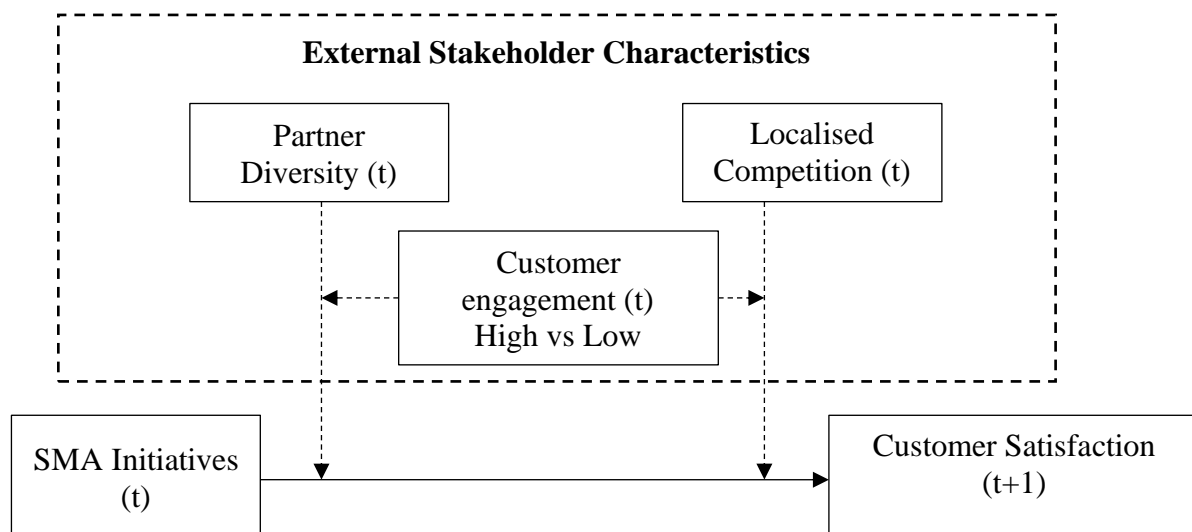 External Stakeholder Characteristics
Partner
Diversity (t)
Localised
Competition (t)
Customer
engagement (t)
High vs Low
SMA Initiatives
(t)
Customer Satisfaction
(t+1)